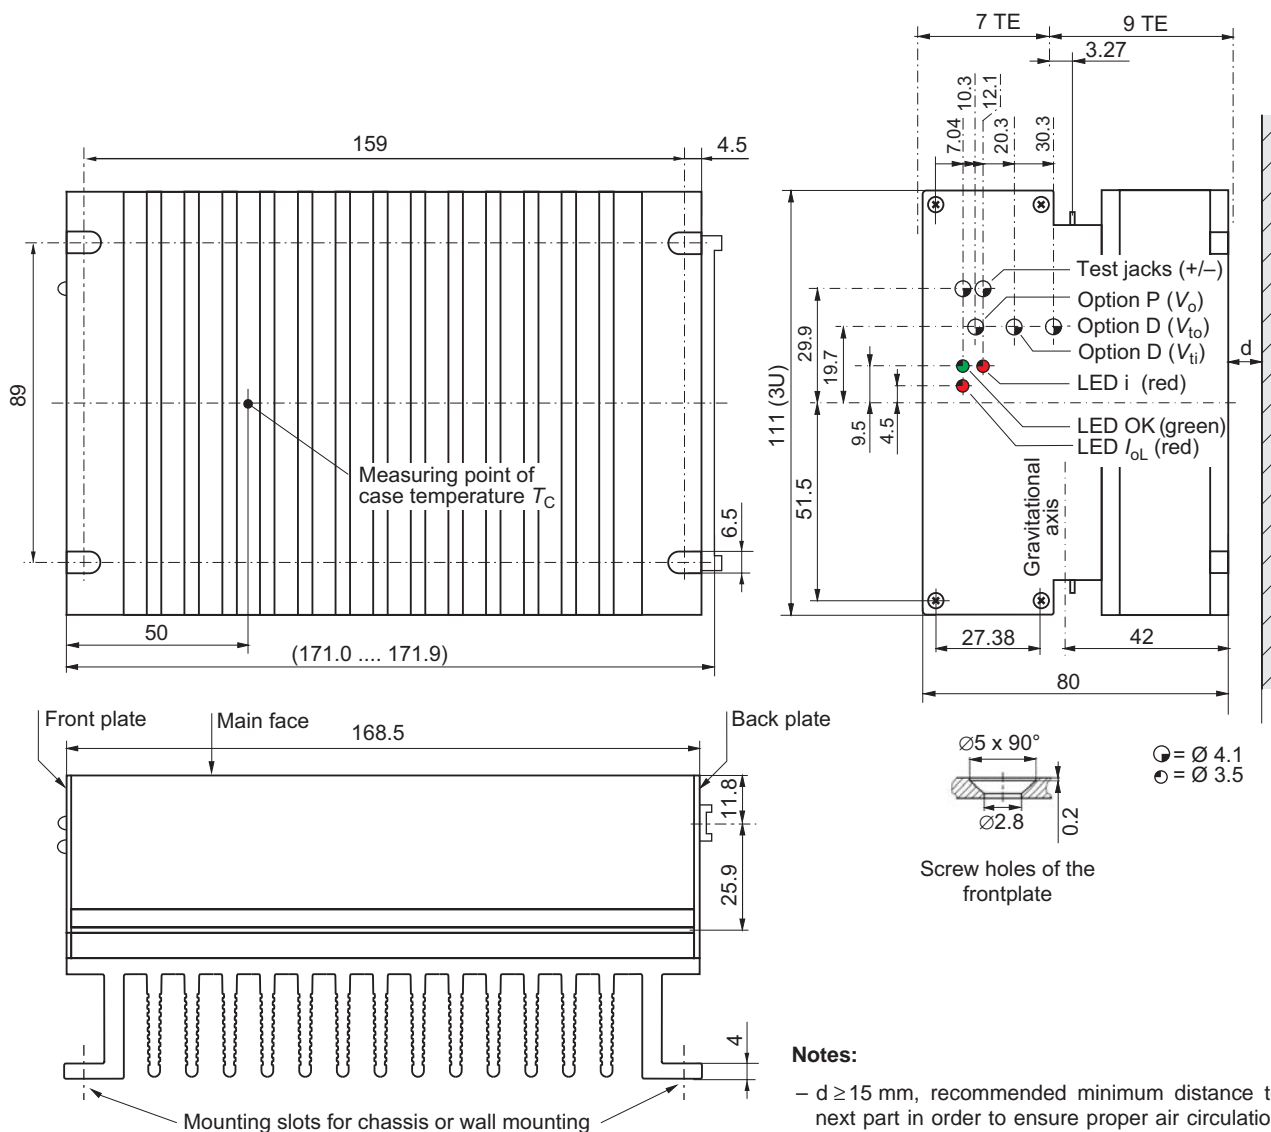 7 TE
9 TE
3.27
10.3
12.1
7.04
20.3
30.3
159
4.5
89
Test jacks (+/–)
Option P (Vo)
Option D (Vto)
Option D (Vti)
LED i (red)
LED OK (green)
LED IoL (red)
d
29.9
19.7
9.5
4.5
111 (3U)
51.5
Gravitational
axis
Measuring point of
case temperature TC
6.5
50
(171.0 .... 171.9)
27.38
42
80
Front plate
Main face
Back plate
168.5
11.8
25.9
∅5 x 90°
∅2.8
0.2
= Ø 4.1
= Ø 3.5
Screw holes of the
frontplate
4
Mounting slots for chassis or wall mounting
Notes:
– d ≥ 15 mm, recommended minimum distance t
next part in order to ensure proper air circulatio